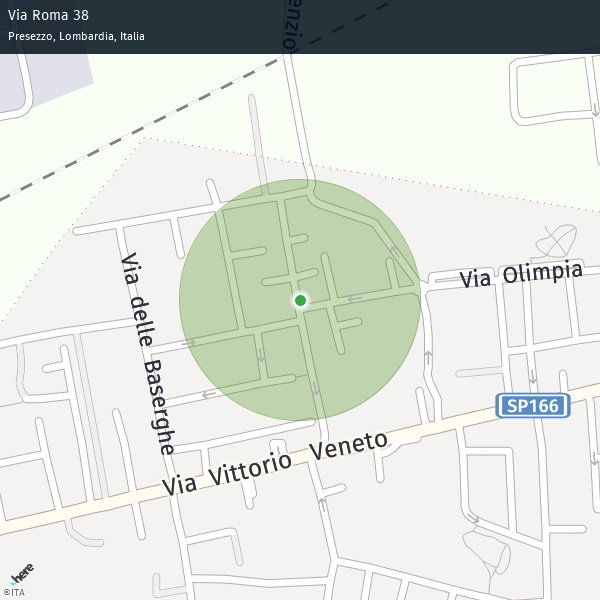 Via Roma 38
Presezzo, Lombardia, Italia
enzio
Via Olimpia
Via delle Baserghe
SP166
Via Vittorio Veneto
here
©ITA